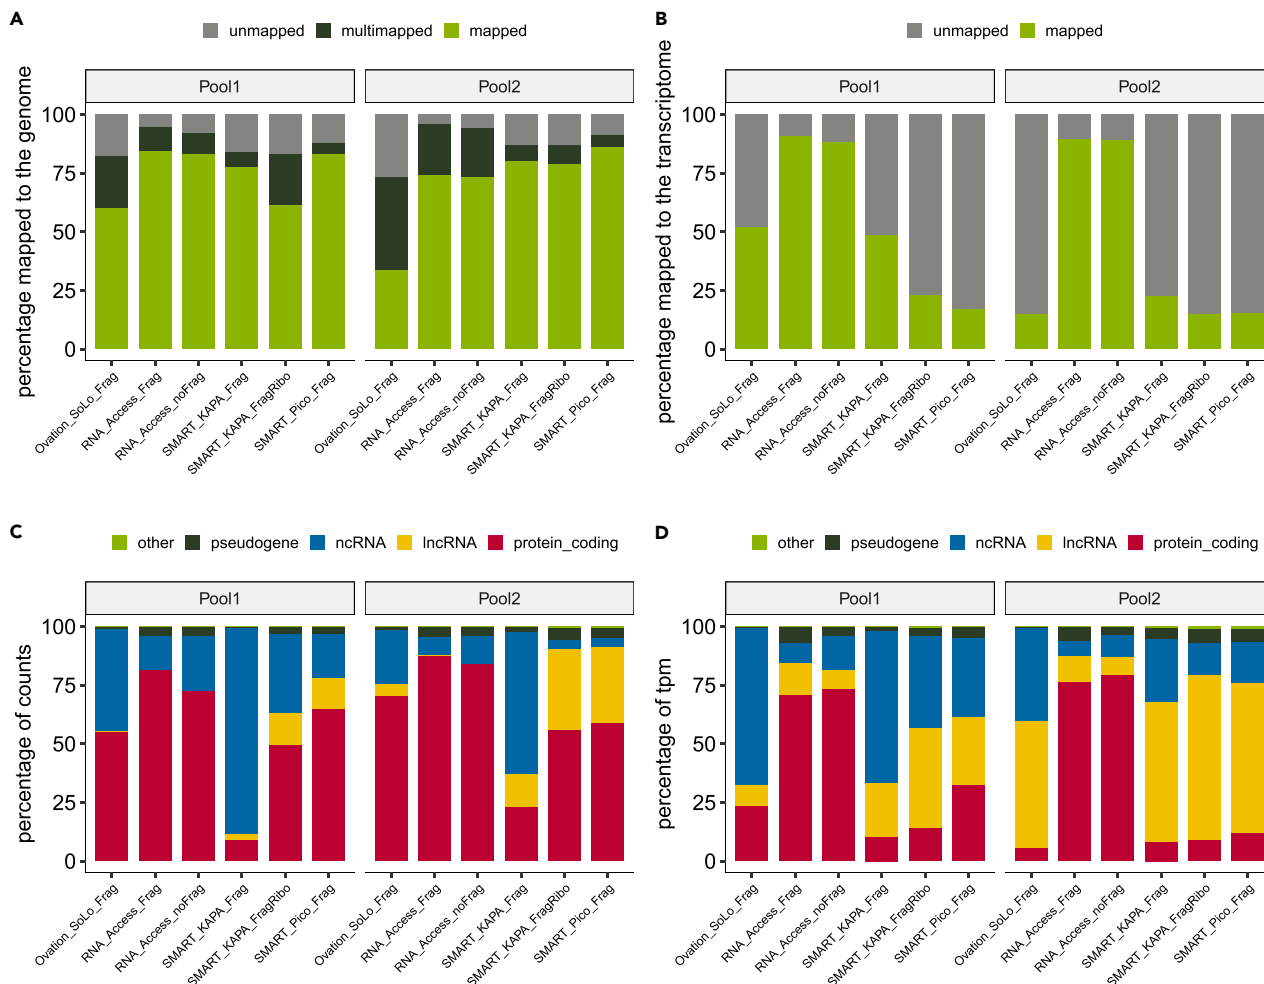 A
unmapped multimapped mapped
percentage mapped to the genome
Pool1 Pool2
100
75
50
25
0
Ovation_SoLo_Frag
RNA_Access_Frag
RNA_Access_noFrag
SMART_KAPA_Frag
SMART_KAPA_FragRibo
SMART_Pico_Frag
Ovation_SoLo_Frag
RNA_Access_Frag
RNA_Access_noFrag
SMART_KAPA_Frag
SMART_KAPA_FragRibo
SMART_Pico_Frag
B
unmapped mapped
percentage mapped to the transcriptome
Pool1 Pool2
100
75
50
25
0
Ovation_SoLo_Frag
RNA_Access_Frag
RNA_Access_noFrag
SMART_KAPA_Frag
SMART_KAPA_FragRibo
SMART_Pico_Frag
Ovation_SoLo_Frag
RNA_Access_Frag
RNA_Access_noFrag
SMART_KAPA_Frag
SMART_KAPA_FragRibo
SMART_Pico_Frag
C
other pseudogene ncRNA lncRNA protein_coding
percentage of counts
Pool1 Pool2
100
75
50
25
0
Ovation_SoLo_Frag
RNA_Access_Frag
RNA_Access_noFrag
SMART_KAPA_Frag
SMART_KAPA_FragRibo
SMART_Pico_Frag
Ovation_SoLo_Frag
RNA_Access_Frag
RNA_Access_noFrag
SMART_KAPA_Frag
SMART_KAPA_FragRibo
SMART_Pico_Frag
D
other pseudogene ncRNA lncRNA protein_coding
percentage of tpm
Pool1 Pool2
100
75
50
25
0
Ovation_SoLo_Frag
RNA_Access_Frag
RNA_Access_noFrag
SMART_KAPA_Frag
SMART_KAPA_FragRibo
SMART_Pico_Frag
Ovation_SoLo_Frag
RNA_Access_Frag
RNA_Access_noFrag
SMART_KAPA_Frag
SMART_KAPA_FragRibo
SMART_Pico_Frag